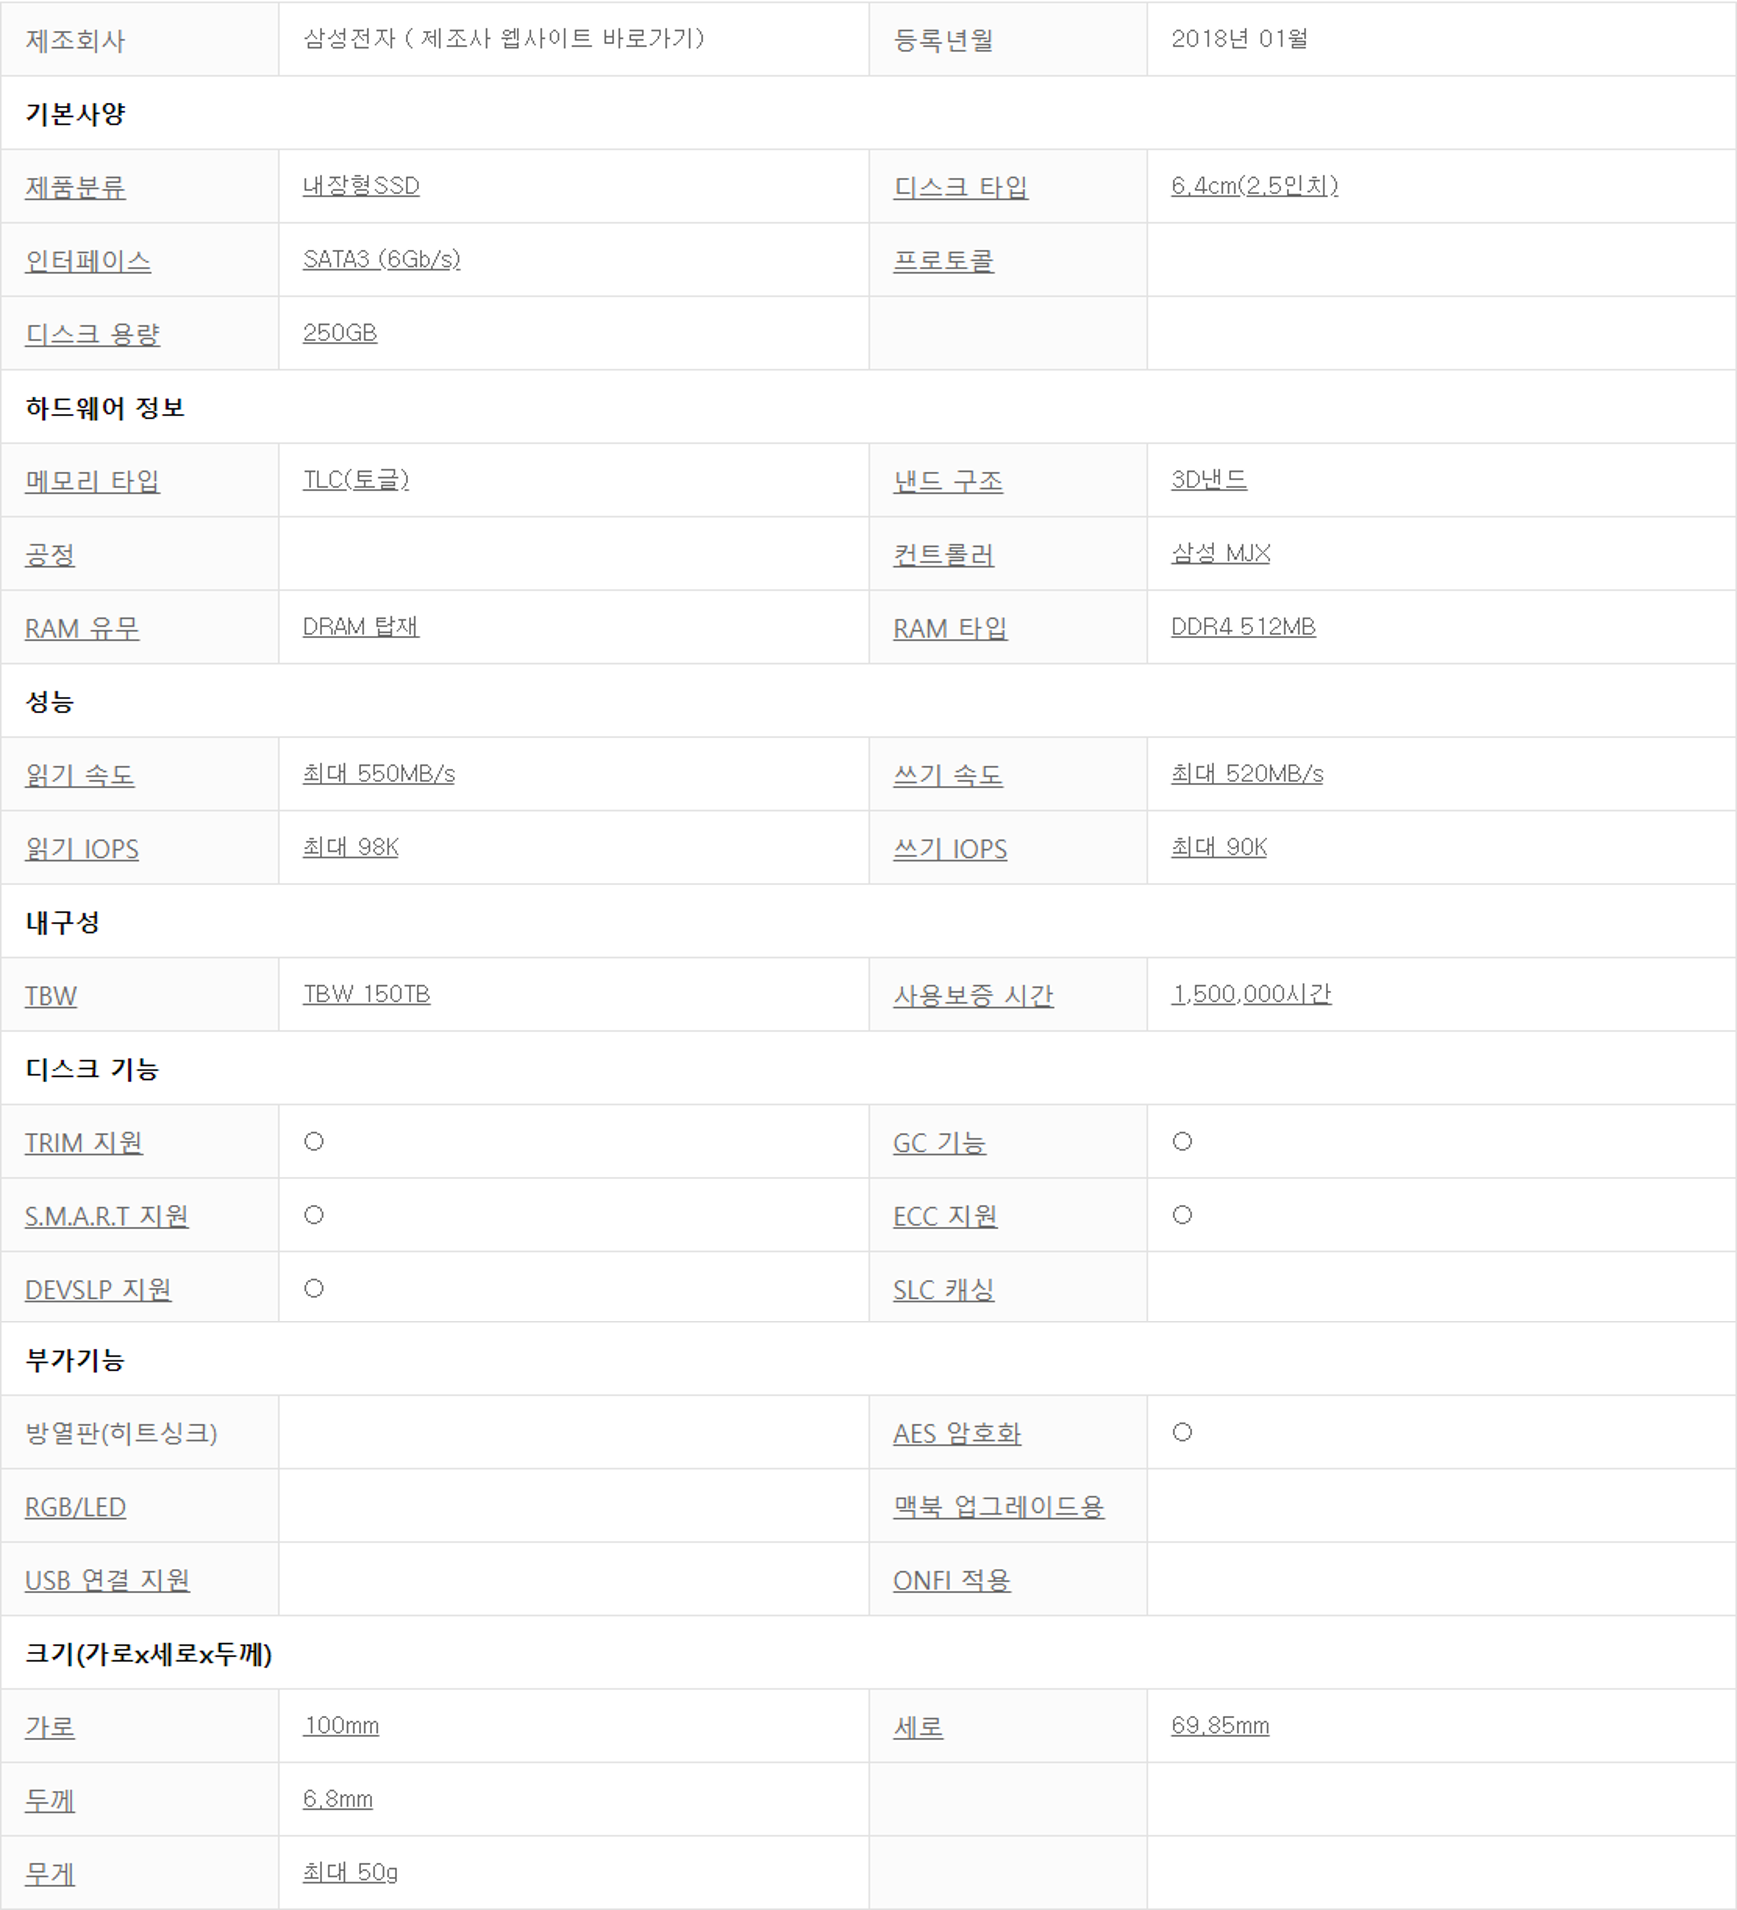 제조회사 삼성전자 ( 제조사 웹사이트 바로가기) 등록년월 2018년 01월
기본사양
제품분류 내장형SSD 디스크 타입 6.4cm(2.5인치)
인터페이스 SATA3 (6Gb/s) 프로토콜
디스크 용량 250GB
하드웨어 정보
메모리 타입 TLC(토글) 낸드 구조 3D낸드
공정 컨트롤러 삼성 MJX
RAM 유무 DRAM 탑재 RAM 타입 DDR4 512MB
성능
읽기 속도 최대 550MB/s 쓰기 속도 최대 520MB/s
읽기 IOPS 최대 98K 쓰기 IOPS 최대 90K
내구성
TBW TBW 150TB 사용보증 시간 1,500,000시간
디스크 기능
TRIM 지원 ○ GC 기능 ○
S.M.A.R.T 지원 ○ ECC 지원 ○
DEVSLP 지원 ○ SLC 캐싱
부가기능
방열판(히트싱크) AES 암호화 ○
RGB/LED 맥북 업그레이드용
USB 연결 지원 ONFI 적용
크기(가로x세로x두께)
가로 100mm 세로 69.85mm
두께 6.8mm
무게 최대 50g